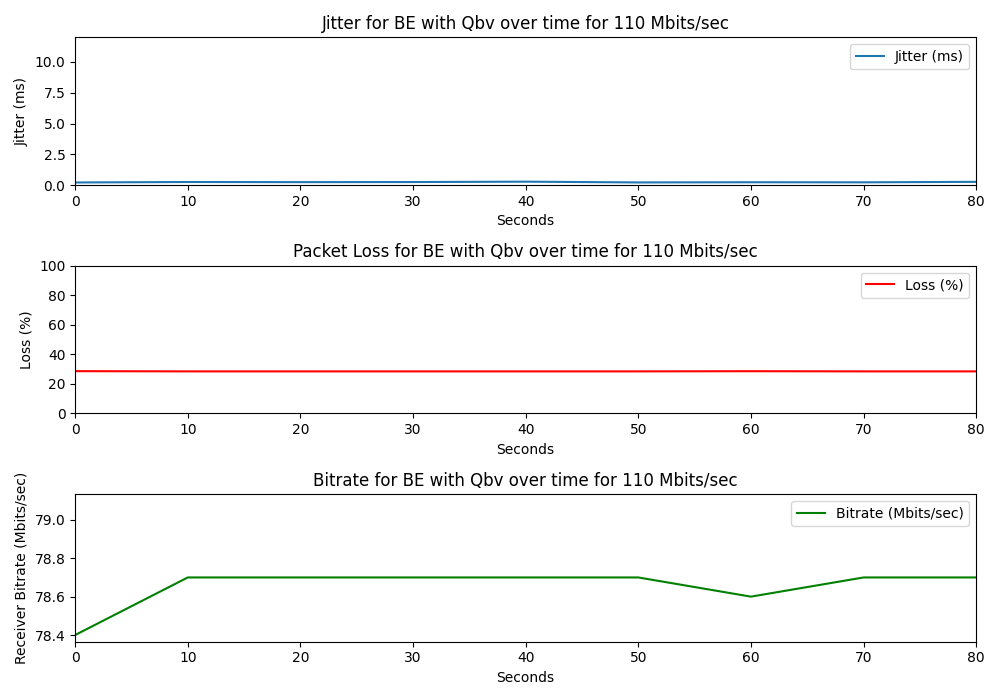 Jitter for BE with Qbv over time for 110 Mbits/sec
Jitter (ms)
10.0
7.5
5.0
2.5
0.0
Jitter (ms)
0 10 20 30 40 50 60 70 80
Seconds
Packet Loss for BE with Qbv over time for 110 Mbits/sec
Loss (%)
100
80
60
40
20
0
Loss (%)
0 10 20 30 40 50 60 70 80
Seconds
Bitrate for BE with Qbv over time for 110 Mbits/sec
Receiver Bitrate (Mbits/sec)
79.0
78.8
78.6
78.4
Bitrate (Mbits/sec)
0 10 20 30 40 50 60 70 80
Seconds